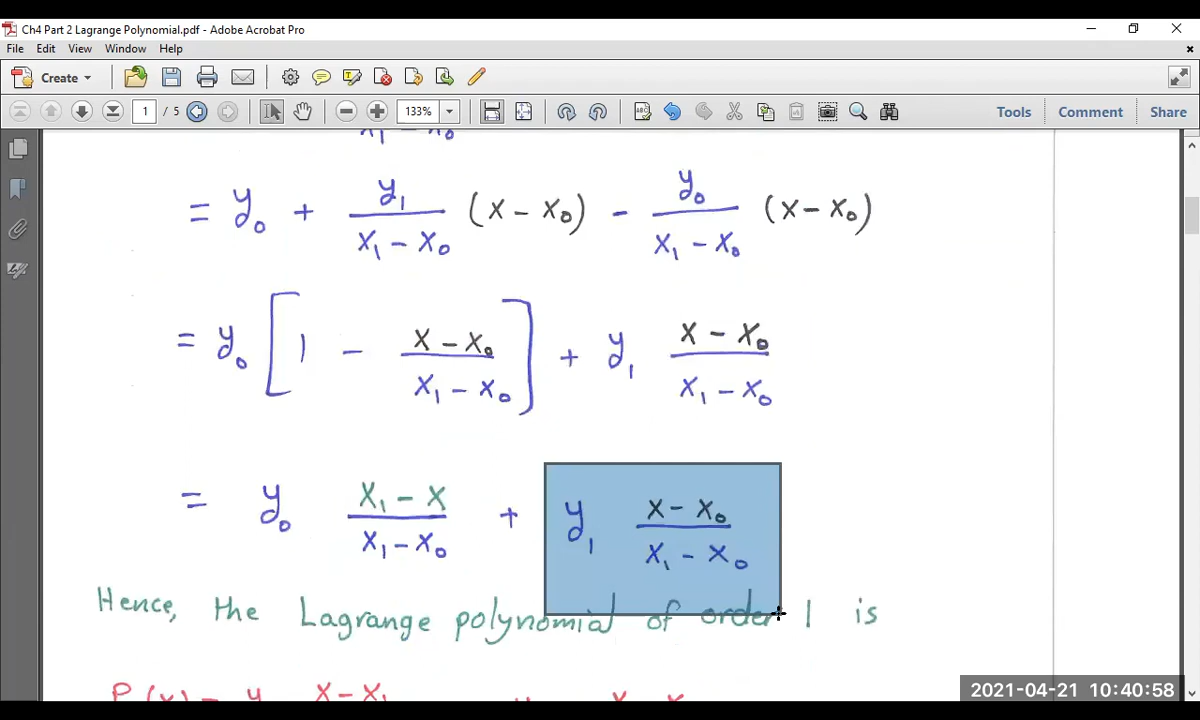 Ch4 Part 2 Lagrange Polynomial.pdf - Adobe Acrobat Pro
File Edit View Window Help
Create
1 / 5 133% Tools Comment Share
x₁ - x₀
= y₀ + y₁/(x₁ - x₀) (x - x₀) - y₀/(x₁ - x₀) (x - x₀)
= y₀ [1 - (x - x₀)/(x₁ - x₀)] + y₁ (x - x₀)/(x₁ - x₀)
= y₀ (x₁ - x)/(x₁ - x₀) + y₁ (x - x₀)/(x₁ - x₀)
Hence, the Lagrange polynomial of order 1 is
2021-04-21 10:40:58